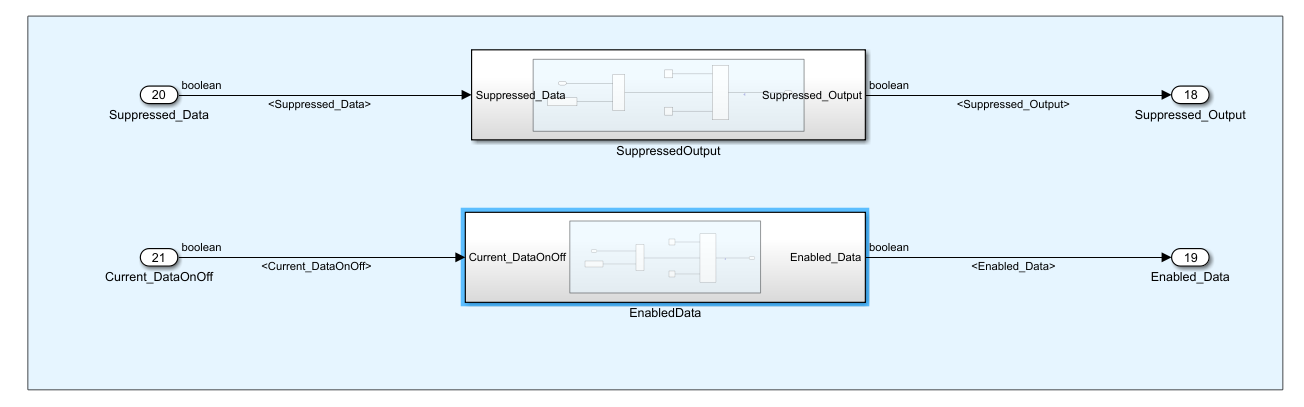 boolean
20
<Suppressed_Data>
Suppressed_Data
Suppressed_Data
Suppressed_Output
SuppressedOutput
boolean
<Suppressed_Output>
18
Suppressed_Output
boolean
21
<Current_DataOnOff>
Current_DataOnOff
Current_DataOnOff
Enabled_Data
EnabledData
boolean
<Enabled_Data>
19
Enabled_Data